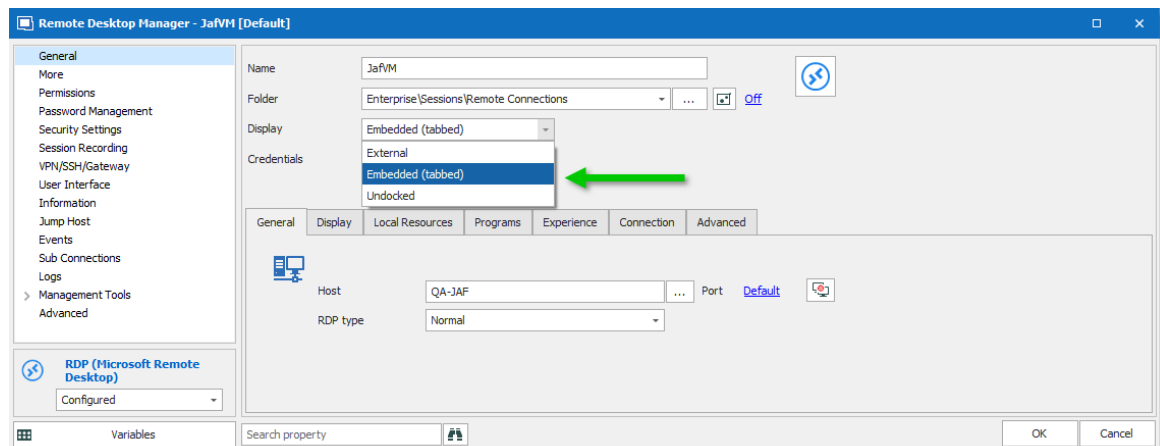 Remote Desktop Manager - JafVM [Default]
General
More
Permissions
Password Management
Security Settings
Session Recording
VPN/SSH/Gateway
User Interface
Information
Jump Host
Events
Sub Connections
Logs
Management Tools
Advanced
RDP (Microsoft Remote
Desktop)
Configured
Variables
Name JafVM
Folder Enterprise\Sessions\Remote Connections ... Off
Display Embedded (tabbed)
Credentials
External
Embedded (tabbed)
Undocked
General Display Local Resources Programs Experience Connection Advanced
Host QA-JAF ... Port Default
RDP type Normal
Search property
OK Cancel